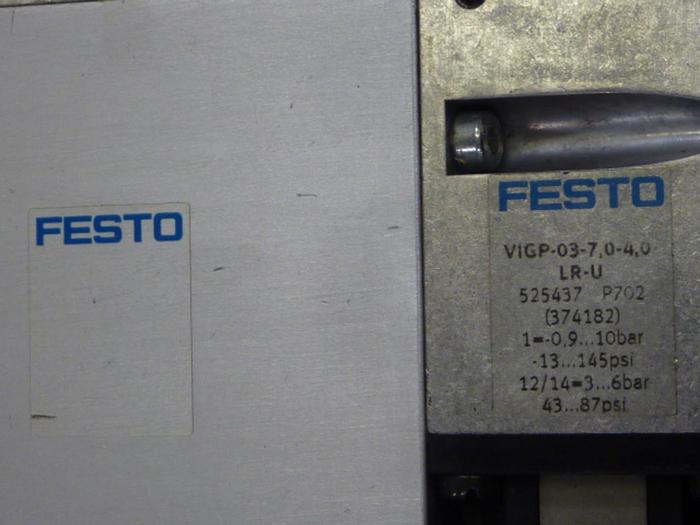 FESTO
FESTO
VIGP-03-7,0-4,0
LR-U
525437 P702
(374182)
1=-0,9...10bar
-13...145psi
12/14=3...6bar
43...87psi